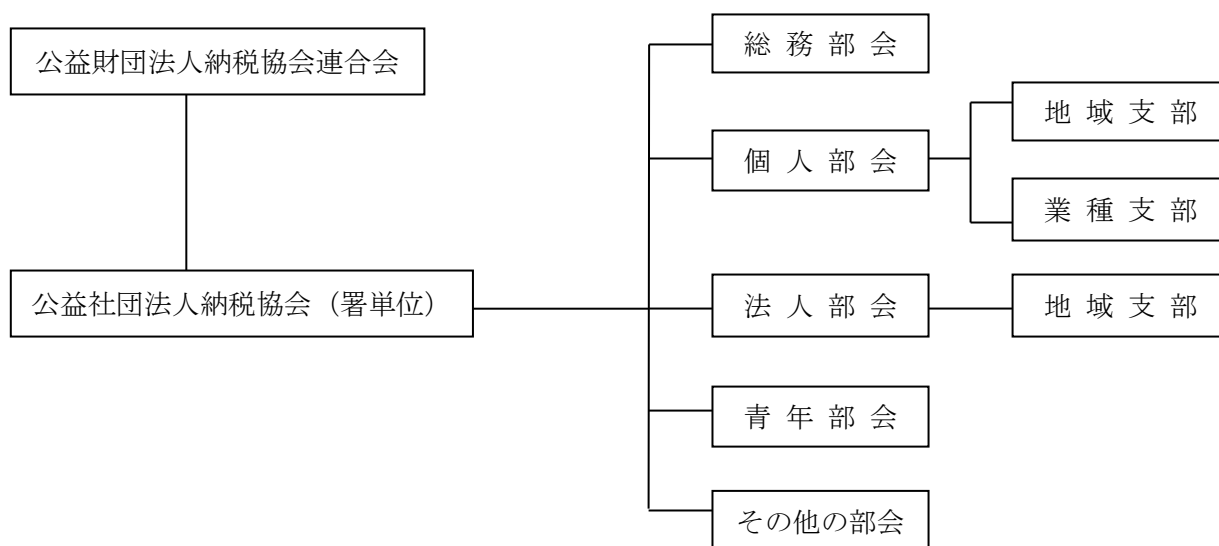 公益財団法人納税協会連合会
公益社団法人納税協会（署単位）
総務部会
個人部会
地域支部
業種支部
法人部会
地域支部
青年部会
その他の部会